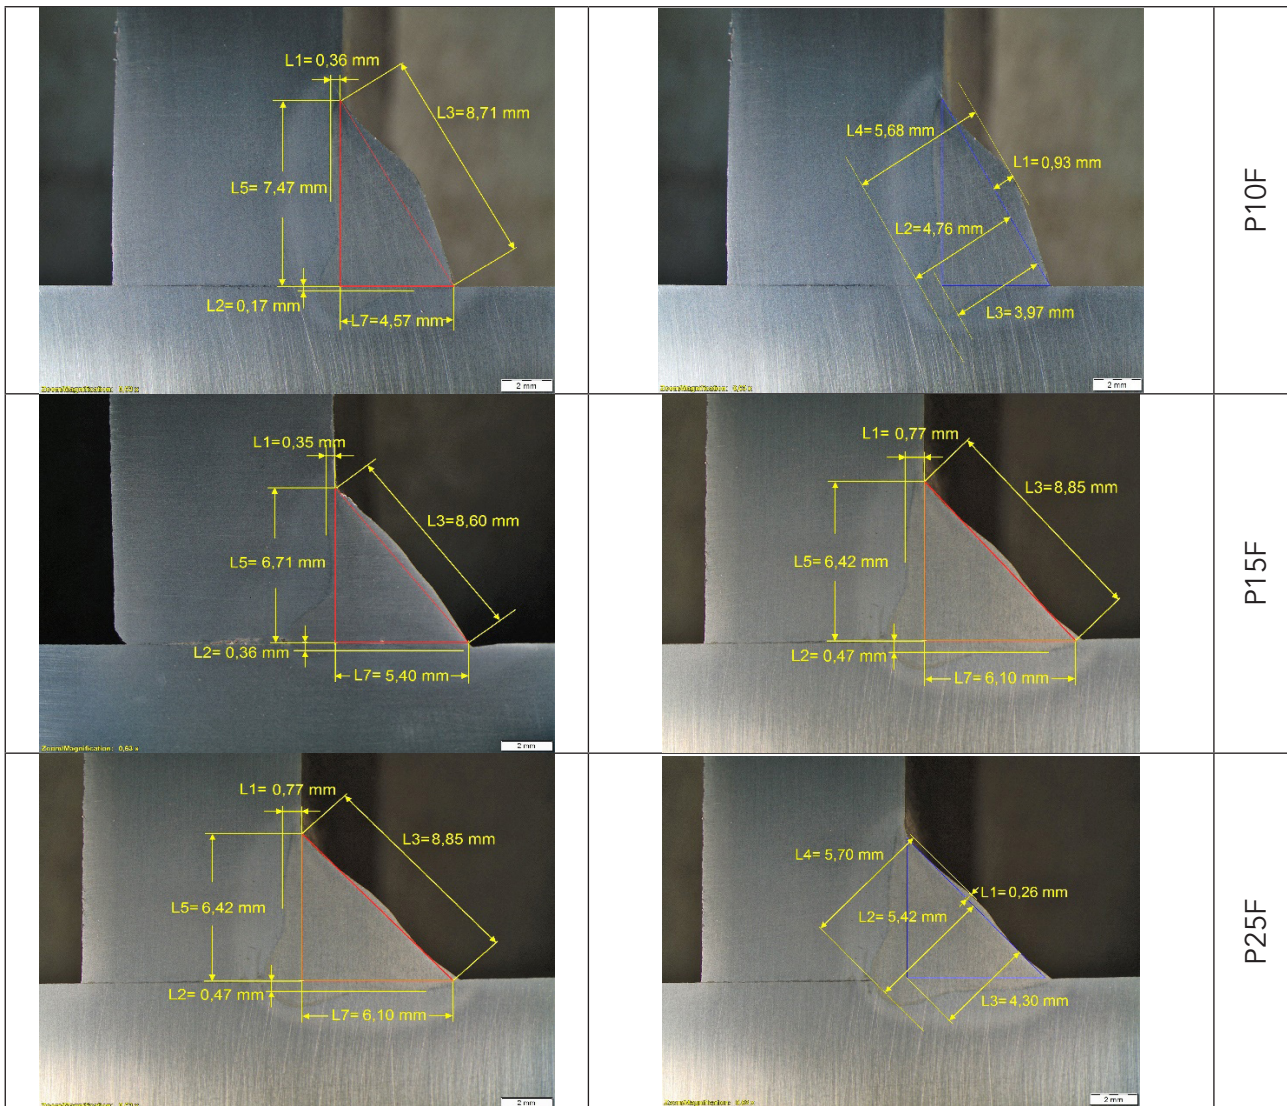 L1= 0,36 mm
L3=8,71 mm
L5= 7,47 mm
L2= 0,17 mm
L7=4,57 mm
2 mm
L4= 5,68 mm
L1=0,93 mm
L2=4,76 mm
L3=3,97 mm
2 mm
P10F
L1=0,35 mm
L3=8,60 mm
L5= 6,71 mm
L2= 0,36 mm
L7= 5,40 mm
Zoom/Magnification: 0,63 x
2 mm
L1= 0,77 mm
L3=8,85 mm
L5= 6,42 mm
L2= 0,47 mm
L7= 6,10 mm
2 mm
P15F
L1= 0,77 mm
L3=8,85 mm
L5= 6,42 mm
L2= 0,47 mm
L7= 6,10 mm
2 mm
L4= 5,70 mm
L1=0,26 mm
L2= 5,42 mm
L3=4,30 mm
2 mm
P25F